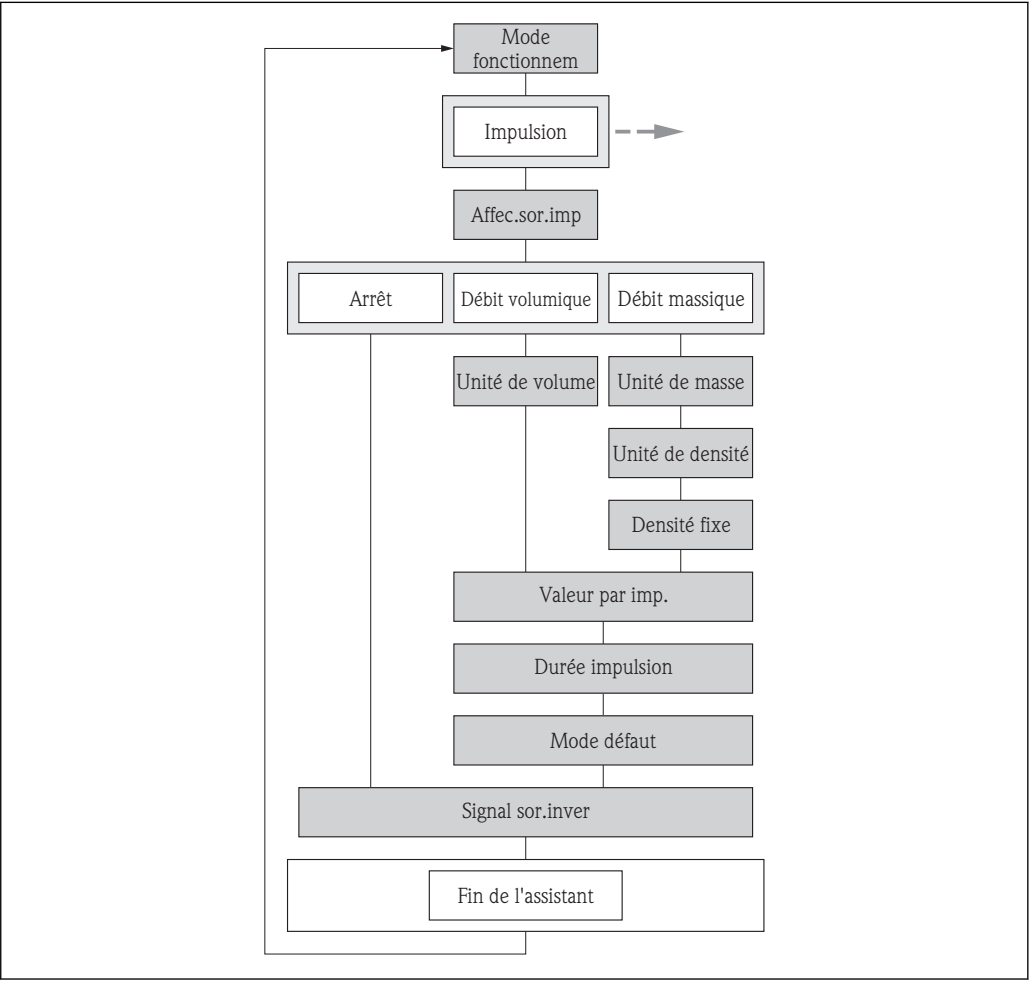 Mode
fonctionnem
Impulsion
Affec.sor.imp
Arrêt
Débit volumique
Débit massique
Unité de volume
Unité de masse
Unité de densité
Densité fixe
Valeur par imp.
Durée impulsion
Mode défaut
Signal sor.inver
Fin de l'assistant